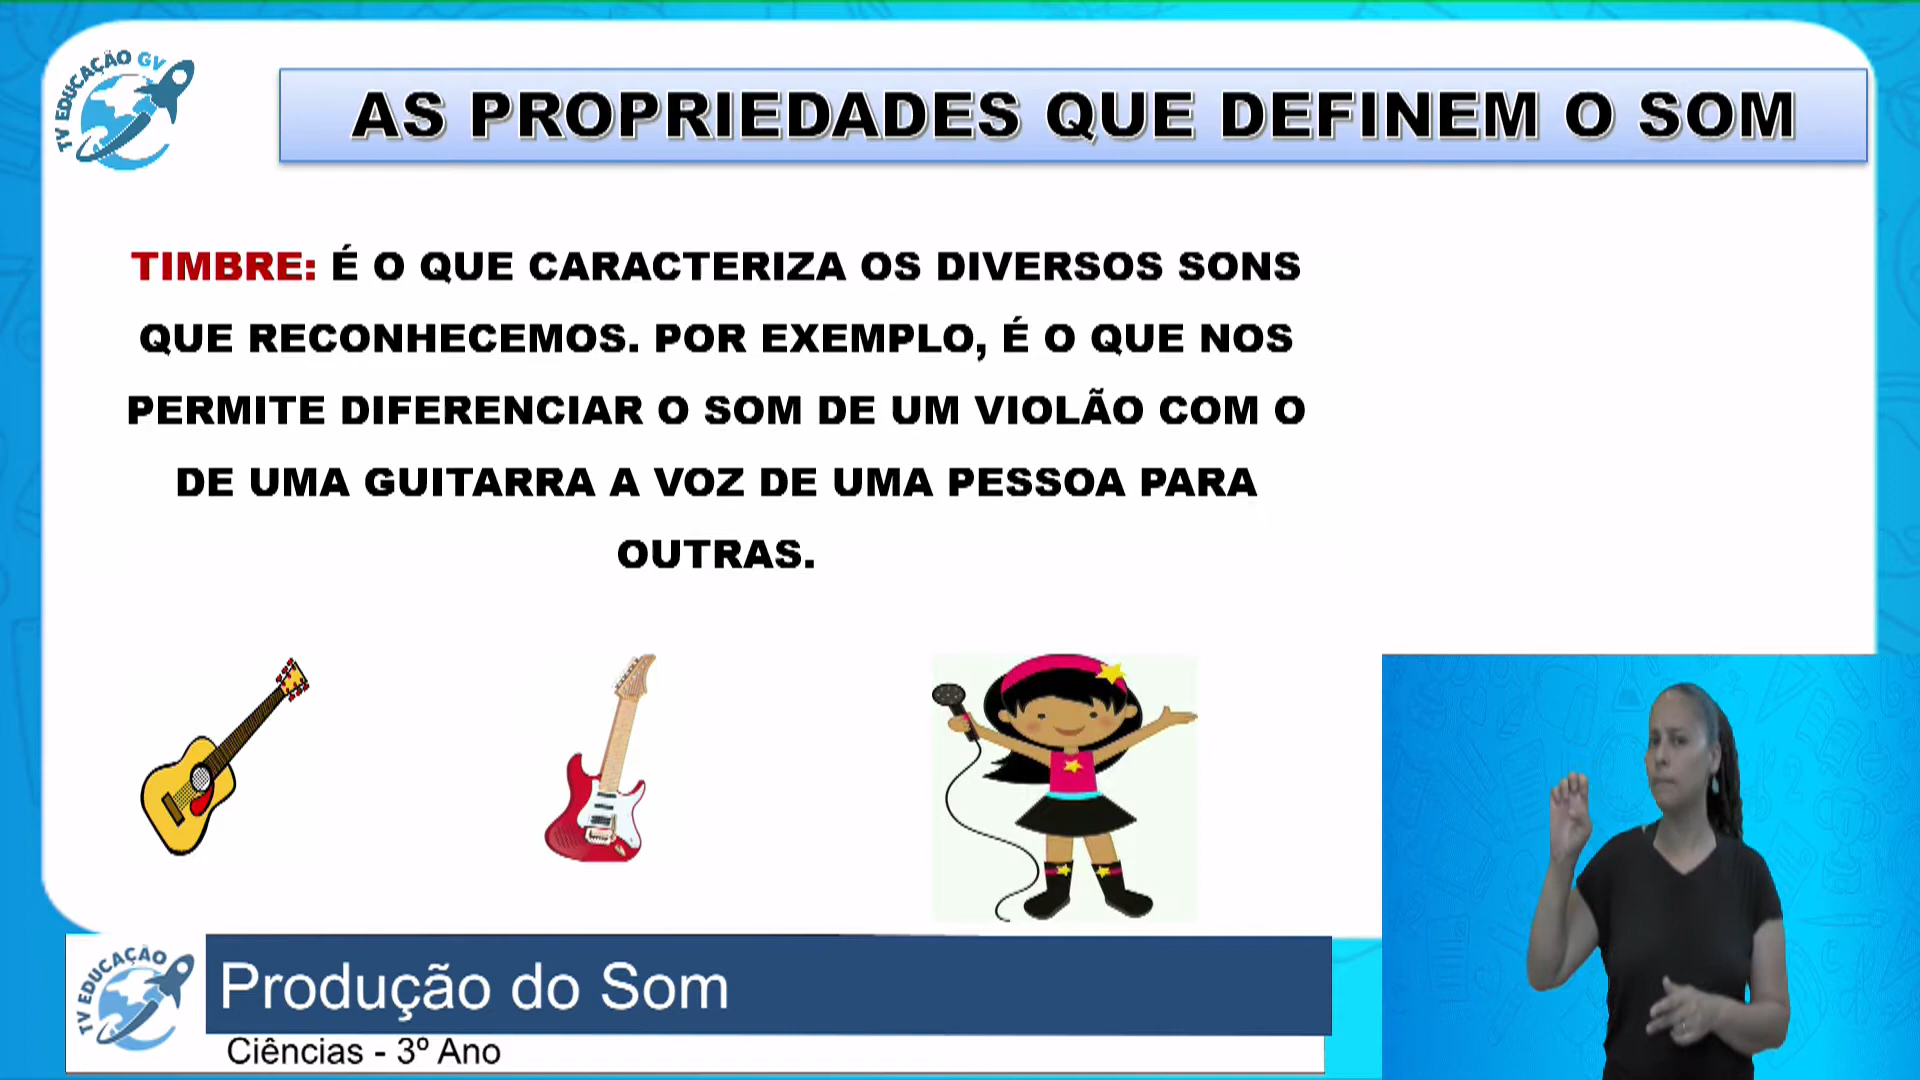 TV EDUCAÇÃO GV
AS PROPRIEDADES QUE DEFINEM O SOM
TIMBRE: É O QUE CARACTERIZA OS DIVERSOS SONS
QUE RECONHECEMOS. POR EXEMPLO, É O QUE NOS
PERMITE DIFERENCIAR O SOM DE UM VIOLÃO COM O
DE UMA GUITARRA A VOZ DE UMA PESSOA PARA
OUTRAS.
TV EDUCAÇÃO
Produção do Som
Ciências - 3º Ano